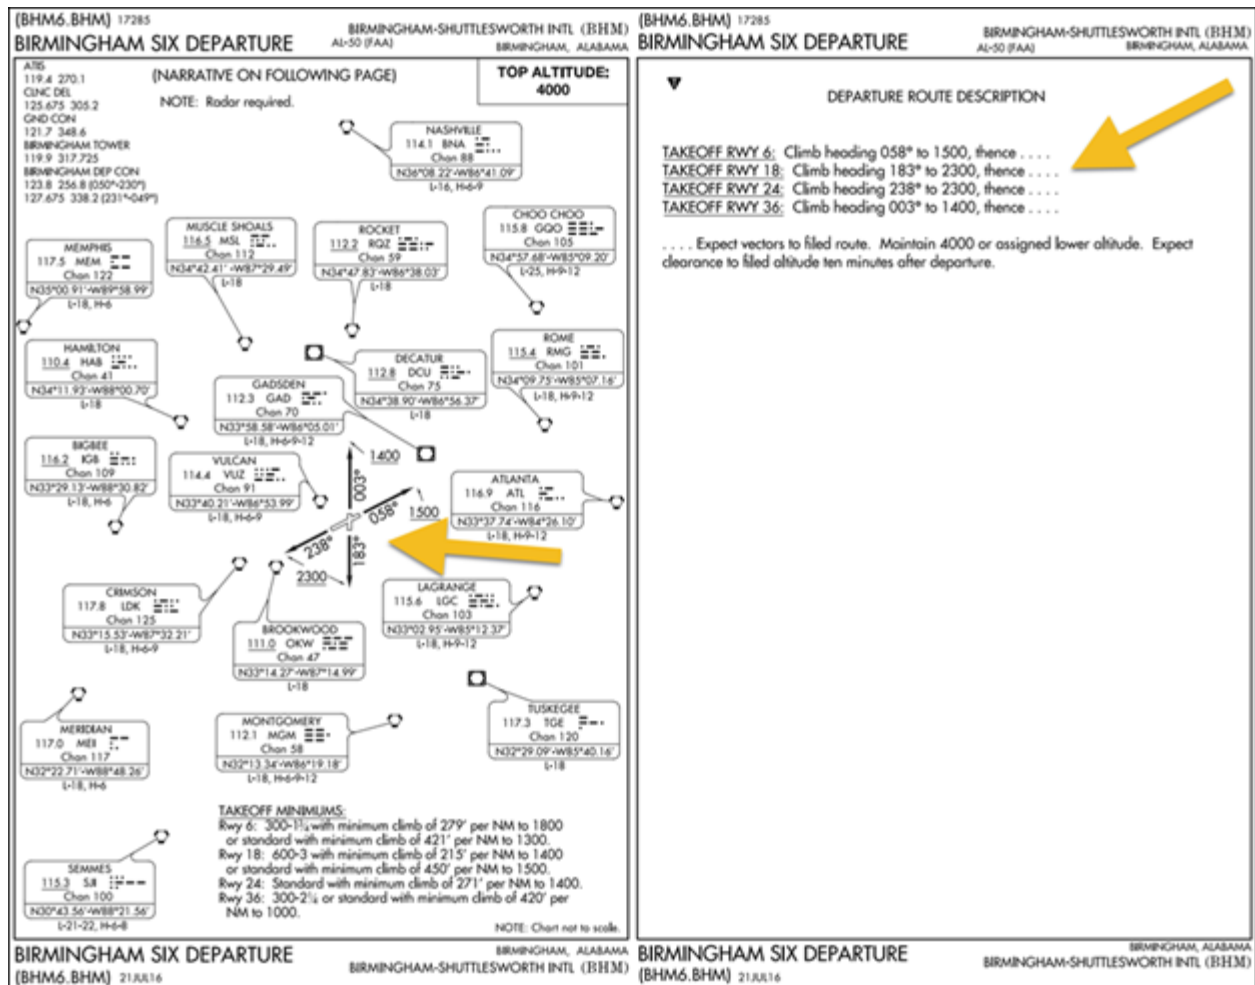 (BHM6.BHM) 17285
BIRMINGHAM SIX DEPARTURE
AL-50 (FAA)
BIRMINGHAM-SHUTTLESWORTH INTL (BHM)
BIRMINGHAM, ALABAMA
ATIS
119.4 270.1
CLNC DEL
125.675 305.2
GND CON
121.7 348.6
BIRMINGHAM TOWER
119.9 317.725
BIRMINGHAM DEP CON
123.8 256.8 (050°-230°)
127.675 338.2 (231°-049°)
(NARRATIVE ON FOLLOWING PAGE)
NOTE: Radar required.
TOP ALTITUDE:
4000
NASHVILLE
114.1 BNA
Chan 88
N36°08.22'-W86°41.09'
L-16, H-6-9
MUSCLE SHOALS
116.5 MSL
Chan 112
N34°42.41'-W87°29.49'
L-18
ROCKET
112.2 RQZ
Chan 59
N34°47.83'-W86°38.03'
L-18
CHOO CHOO
115.8 GQO
Chan 105
N34°57.68'-W85°09.20'
L-25, H-9-12
MEMPHIS
117.5 MEM
Chan 122
N35°00.91'-W89°58.99'
L-18, H-6
HAMILTON
110.4 HAB
Chan 41
N34°11.93'-W88°00.70'
L-18
DECATUR
112.8 DCU
Chan 75
N34°38.90'-W86°56.37'
L-18
ROME
115.4 RMG
Chan 101
N34°09.75'-W85°07.16'
L-18, H-9-12
GADSDEN
112.3 GAD
Chan 70
N33°58.58'-W86°05.01'
L-18, H-6-9-12
BIGBEE
116.2 IGB
Chan 109
N33°29.13'-W88°30.82'
L-18, H-6
VULCAN
114.4 VUZ
Chan 91
N33°40.21'-W86°53.99'
L-18, H-6-9
ATLANTA
116.9 ATL
Chan 116
N33°37.74'-W84°26.10'
L-18, H-9-12
1400
003°
058°
1500
238°
183°
2300
CRIMSON
117.8 LDK
Chan 125
N33°15.53'-W87°32.21'
L-18, H-6-9
BROOKWOOD
111.0 OKW
Chan 47
N33°14.27'-W87°14.99'
L-18
LAGRANGE
115.6 LGC
Chan 103
N33°02.95'-W85°12.37'
L-18, H-9-12
MERIDIAN
117.0 MEI
Chan 117
N32°22.71'-W88°48.26'
L-18, H-6
MONTGOMERY
112.1 MGM
Chan 58
N32°13.34'-W86°19.18'
L-18, H-6-9-12
TUSKEGEE
117.3 TGE
Chan 120
N32°29.09'-W85°40.16'
L-18
SEMMES
115.3 SJI
Chan 100
N30°43.56'-W88°21.56'
L-21-22, H-6-8
TAKEOFF MINIMUMS:
Rwy 6: 300-1¾ with minimum climb of 279' per NM to 1800
or standard with minimum climb of 421' per NM to 1300.
Rwy 18: 600-3 with minimum climb of 215' per NM to 1400
or standard with minimum climb of 450' per NM to 1500.
Rwy 24: Standard with minimum climb of 271' per NM to 1400.
Rwy 36: 300-2¼ or standard with minimum climb of 420' per
NM to 1000.
NOTE: Chart not to scale.
BIRMINGHAM SIX DEPARTURE
(BHM6.BHM) 21JUL16
BIRMINGHAM, ALABAMA
BIRMINGHAM-SHUTTLESWORTH INTL (BHM)
(BHM6.BHM) 17285
BIRMINGHAM SIX DEPARTURE
AL-50 (FAA)
BIRMINGHAM-SHUTTLESWORTH INTL (BHM)
BIRMINGHAM, ALABAMA
DEPARTURE ROUTE DESCRIPTION
TAKEOFF RWY 6: Climb heading 058° to 1500, thence . . . .
TAKEOFF RWY 18: Climb heading 183° to 2300, thence . . . .
TAKEOFF RWY 24: Climb heading 238° to 2300, thence . . . .
TAKEOFF RWY 36: Climb heading 003° to 1400, thence . . . .
. . . . Expect vectors to filed route. Maintain 4000 or assigned lower altitude. Expect
clearance to filed altitude ten minutes after departure.
BIRMINGHAM SIX DEPARTURE
(BHM6.BHM) 21JUL16
BIRMINGHAM, ALABAMA
BIRMINGHAM-SHUTTLESWORTH INTL (BHM)